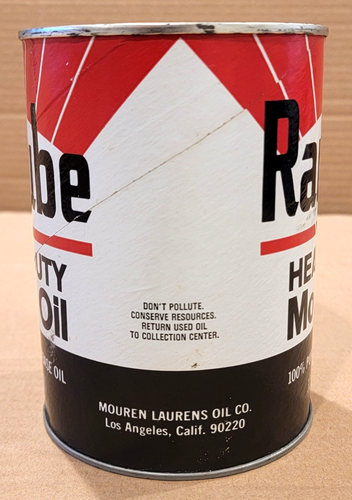 be
Ra
UTY
HEA
Oil
Mo
DON'T POLLUTE.
CONSERVE RESOURCES.
RETURN USED OIL
TO COLLECTION CENTER.
OIL
100%
MOUREN LAURENS OIL CO.
Los Angeles, Calif. 90220